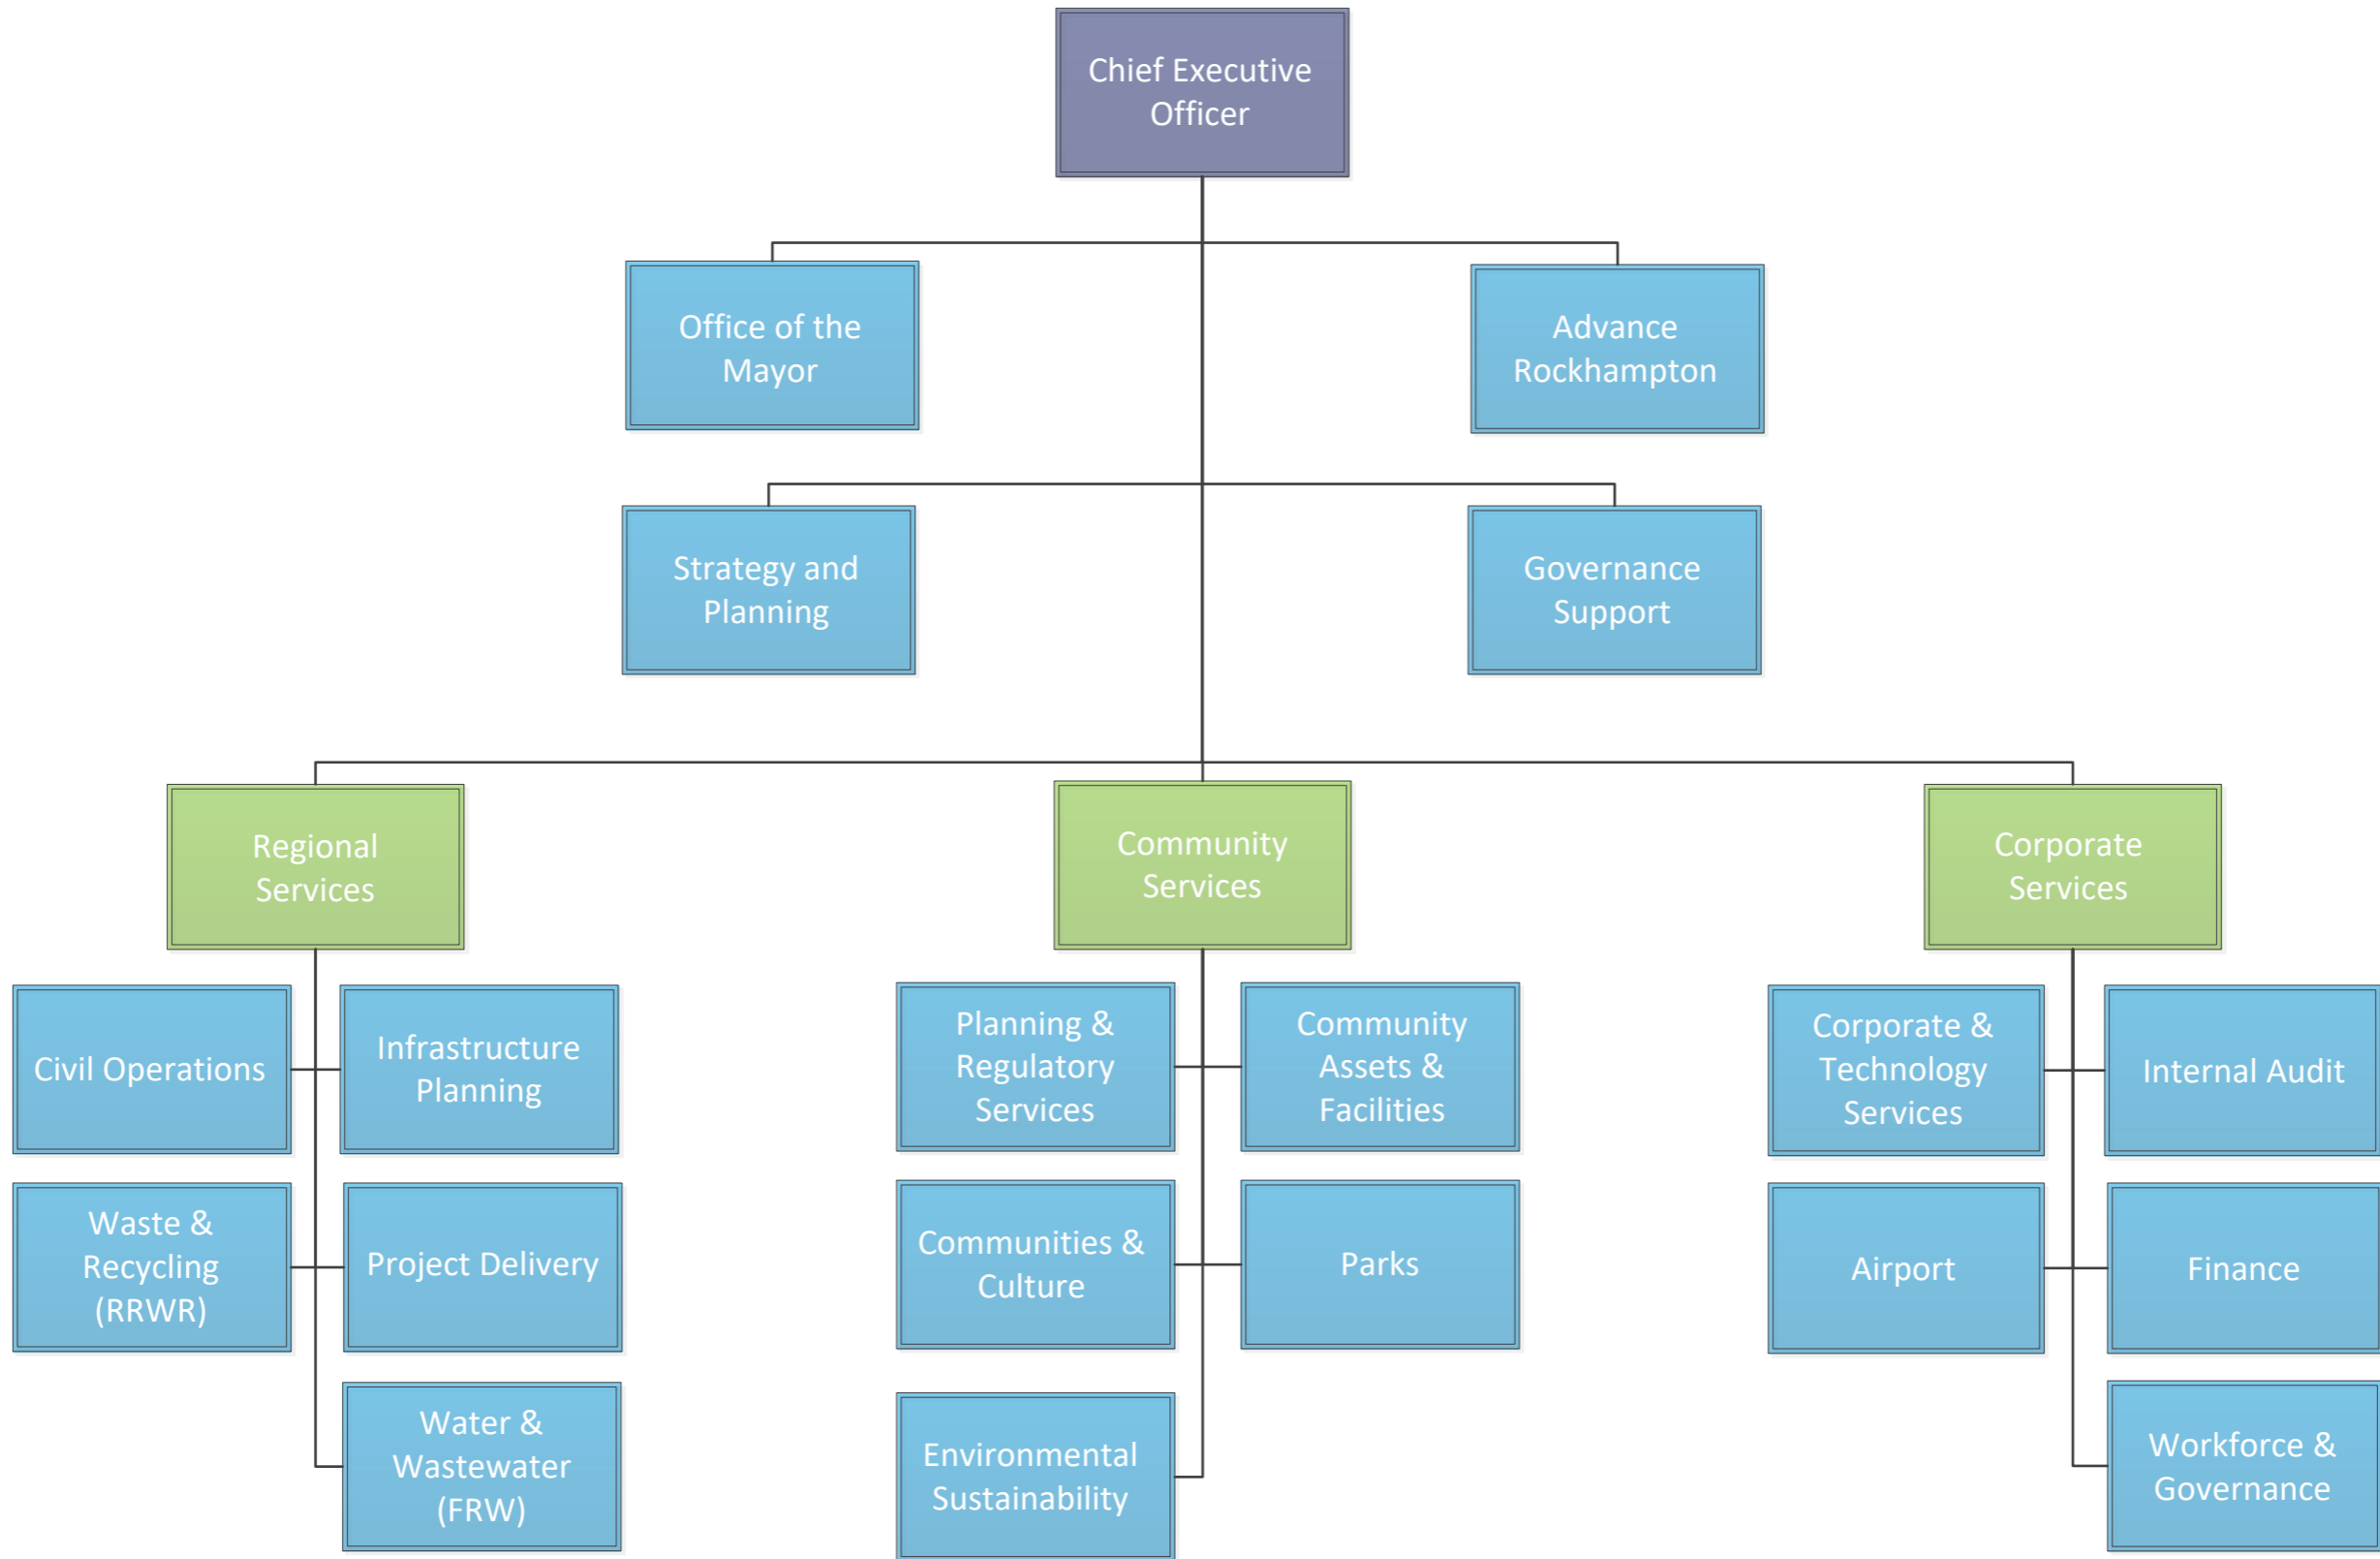 Chief Executive
Officer
Office of the
Mayor
Advance
Rockhampton
Strategy and
Planning
Governance
Support
Regional
Services
Community
Services
Corporate
Services
Civil Operations
Infrastructure
Planning
Waste &
Recycling
(RRWR)
Project Delivery
Water &
Wastewater
(FRW)
Planning &
Regulatory
Services
Community
Assets &
Facilities
Communities &
Culture
Parks
Environmental
Sustainability
Corporate &
Technology
Services
Internal Audit
Airport
Finance
Workforce &
Governance